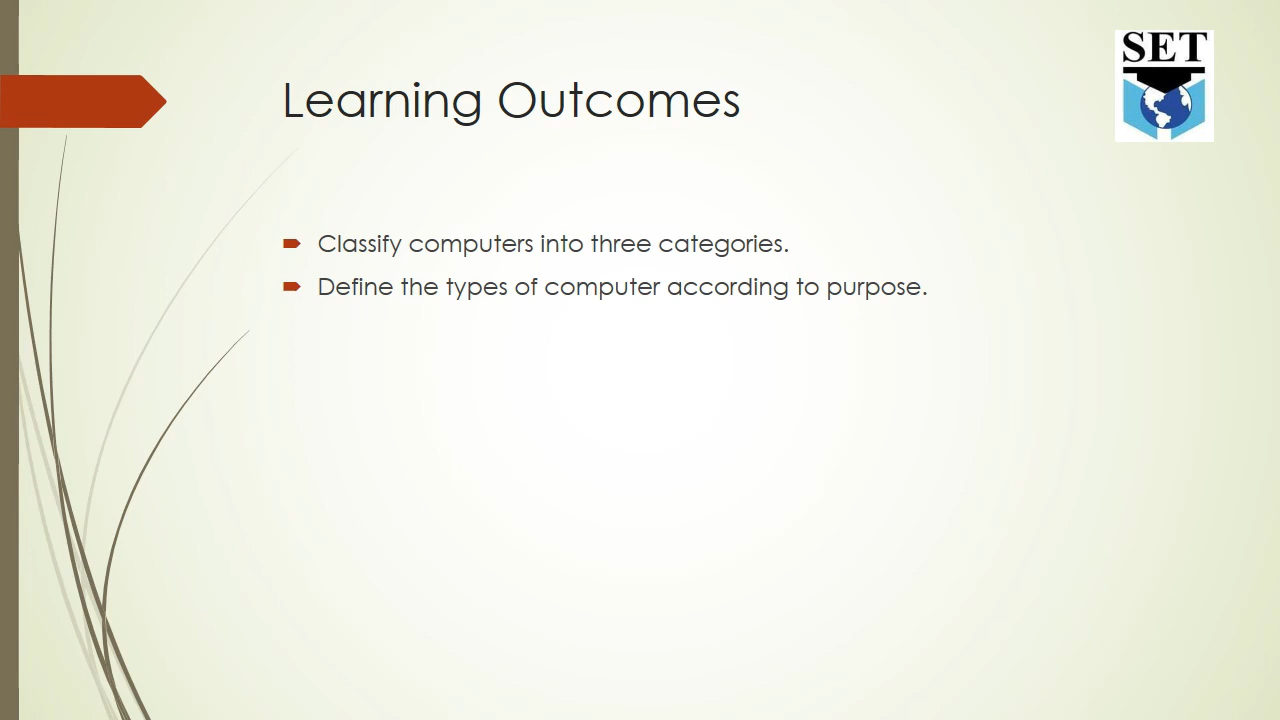 SET
Learning Outcomes
Classify computers into three categories.
Define the types of computer according to purpose.